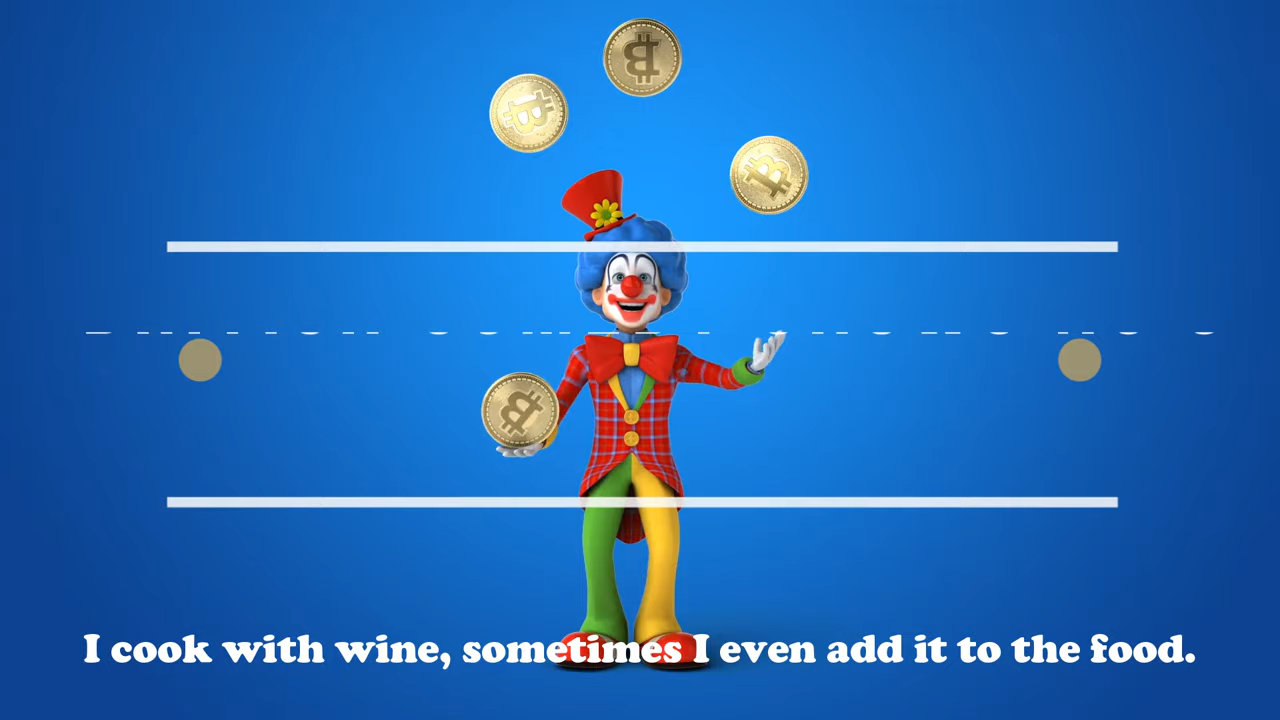 I cook with wine, sometimes I even add it to the food.